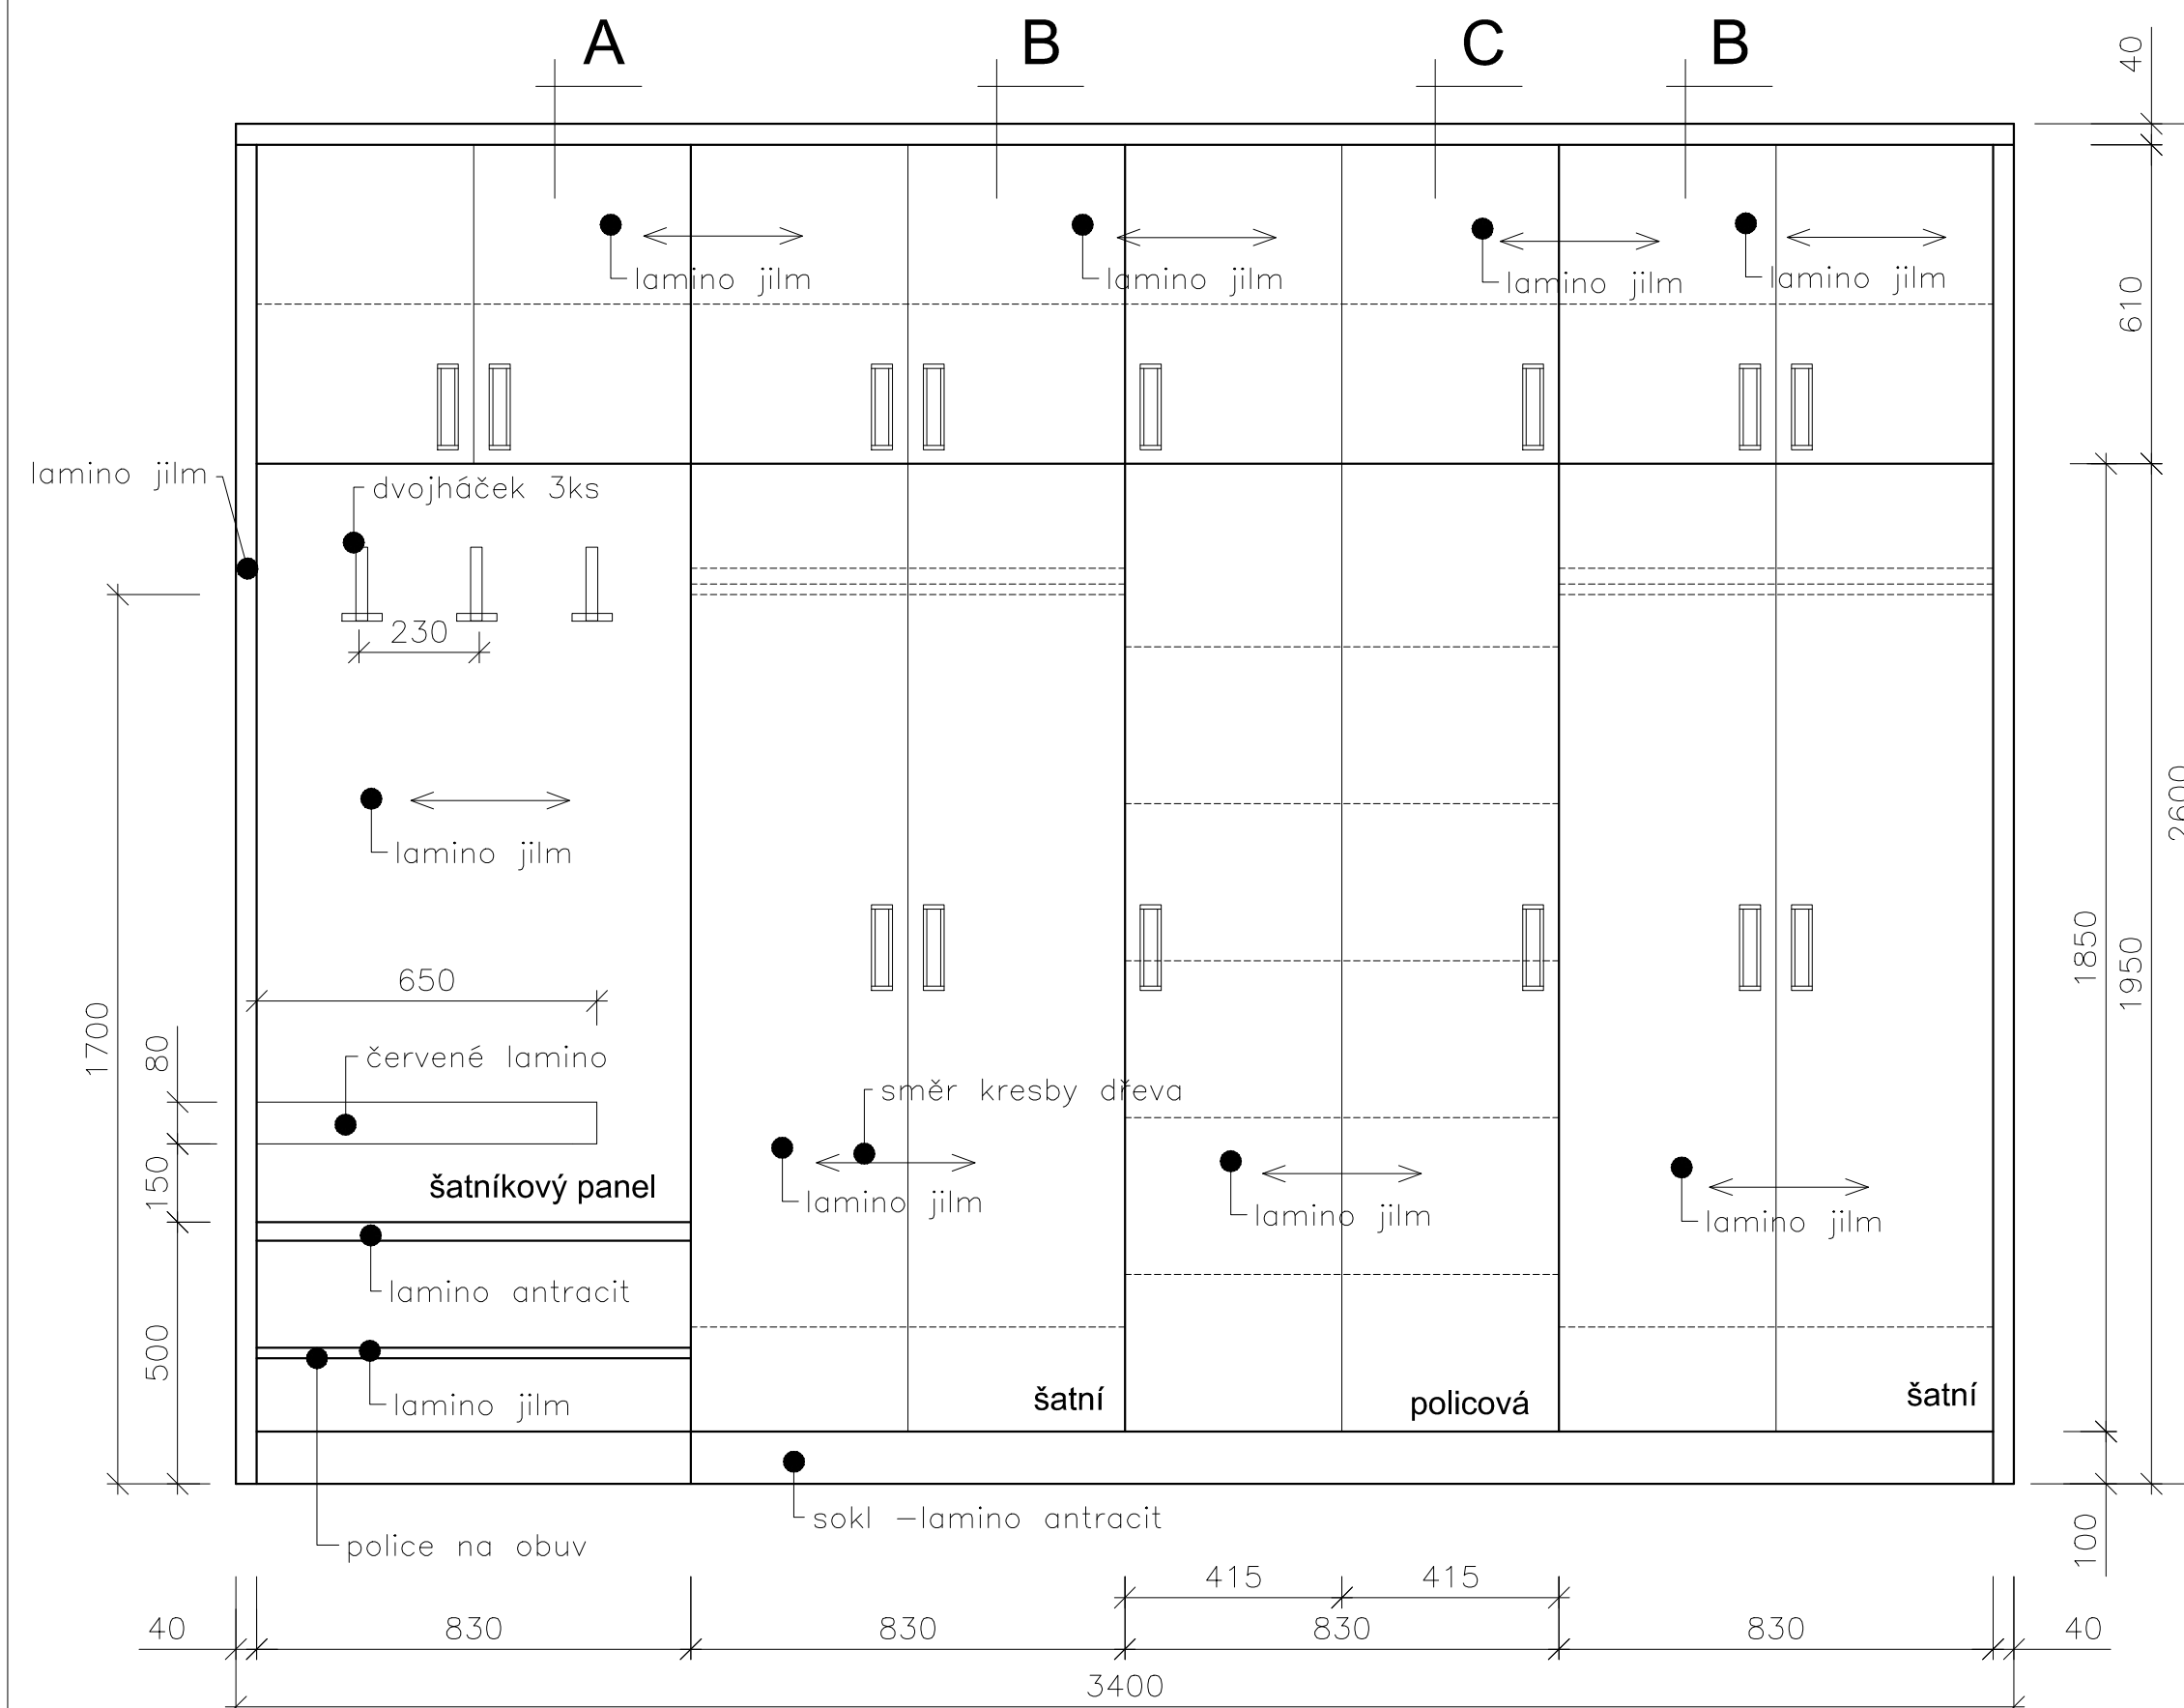 A
B
C
B
40
lamino jilm
lamino jilm
lamino jilm
lamino jilm
610
lamino jilm
dvojháček 3ks
230
2600
lamino jilm
1850
1950
650
1700
80
červené lamino
směr kresby dřeva
150
šatníkový panel
lamino jilm
lamino jilm
lamino jilm
lamino antracit
500
lamino jilm
šatní
policová
šatní
sokl –lamino antracit
police na obuv
100
415
415
40
830
830
830
830
40
3400